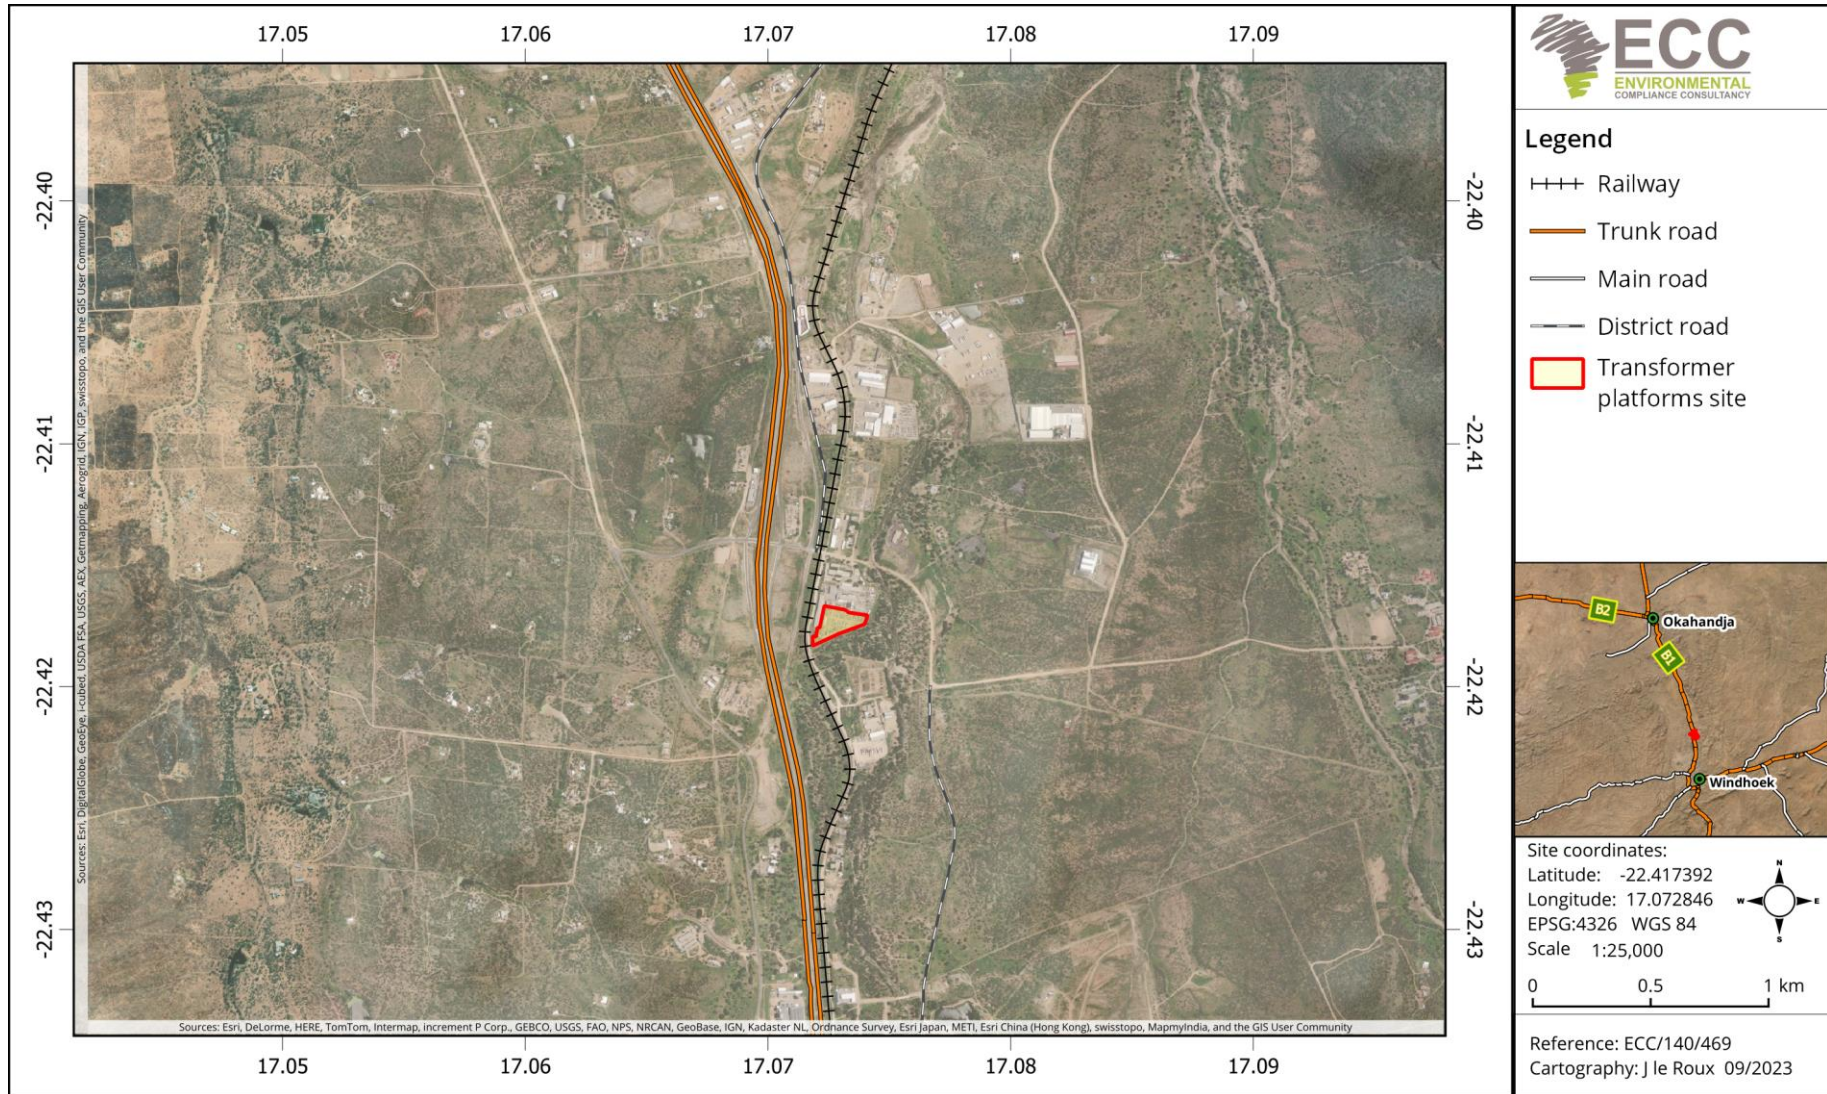 17.05 17.06 17.07 17.08 17.09
-22.40
-22.41
-22.42
-22.43
-22.40
-22.41
-22.42
-22.43
17.05 17.06 17.07 17.08 17.09
Sources: Esri, DigitalGlobe, GeoEye, i-cubed, USDA FSA, USGS, AEX, Getmapping, Aerogrid, IGN, IGP, swisstopo, and the GIS User Community
Sources: Esri, DeLorme, HERE, TomTom, Intermap, increment P Corp., GEBCO, USGS, FAO, NPS, NRCAN, GeoBase, IGN, Kadaster NL, Ordnance Survey, Esri Japan, METI, Esri China (Hong Kong), swisstopo, MapmyIndia, and the GIS User Community
ECC
ENVIRONMENTAL
COMPLIANCE CONSULTANCY
Legend
Railway
Trunk road
Main road
District road
Transformer
platforms site
B2
Okahandja
B1
Windhoek
Site coordinates:
Latitude: -22.417392
Longitude: 17.072846
EPSG:4326 WGS 84
Scale 1:25,000
N
W E
S
0 0.5 1 km
Reference: ECC/140/469
Cartography: J le Roux 09/2023